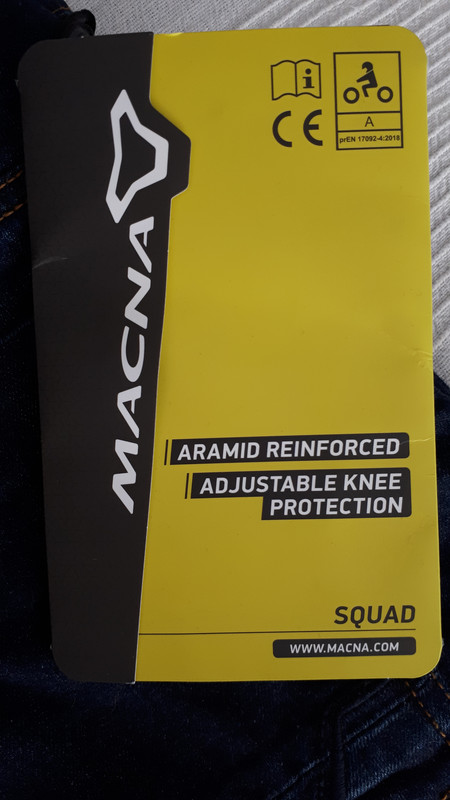 i
CE
A
prEN 17092-4:2018
MACNA
ARAMID REINFORCED
ADJUSTABLE KNEE
PROTECTION
SQUAD
WWW.MACNA.COM